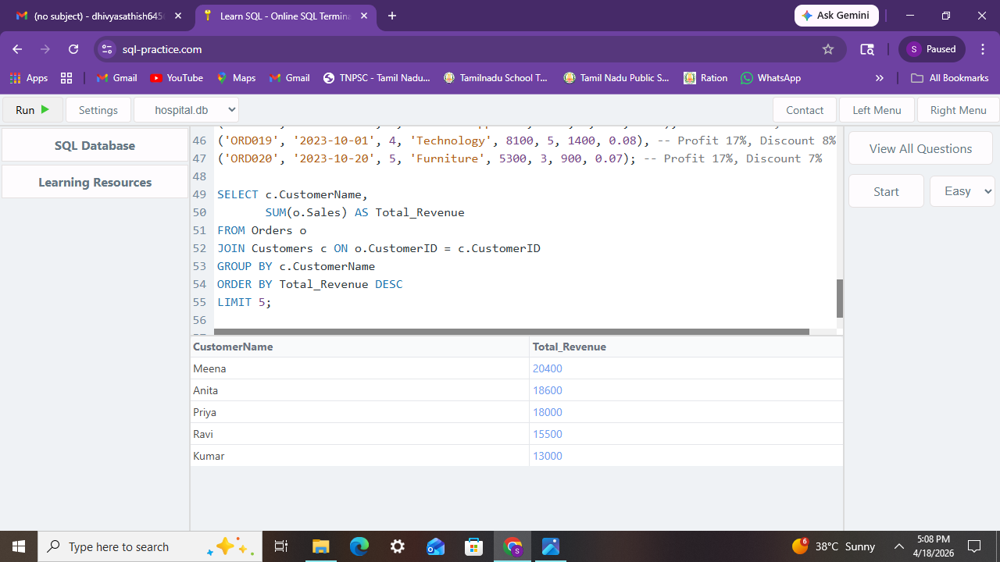 (no subject) - dhivyasathish645
Learn SQL - Online SQL Termina
Ask Gemini
sql-practice.com
S
Paused
Apps
Gmail
YouTube
Maps
Gmail
TNPSC - Tamil Nadu...
Tamilnadu School T...
Tamil Nadu Public S...
Ration
WhatsApp
»
All Bookmarks
Run
Settings
hospital.db
Contact
Left Menu
Right Menu
SQL Database
Learning Resources
46 ('ORD019', '2023-10-01', 4, 'Technology', 8100, 5, 1400, 0.08), -- Profit 17%, Discount 8%
47 ('ORD020', '2023-10-20', 5, 'Furniture', 5300, 3, 900, 0.07); -- Profit 17%, Discount 7%
48
49 SELECT c.CustomerName,
50 SUM(o.Sales) AS Total_Revenue
51 FROM Orders o
52 JOIN Customers c ON o.CustomerID = c.CustomerID
53 GROUP BY c.CustomerName
54 ORDER BY Total_Revenue DESC
55 LIMIT 5;
56
View All Questions
Start
Easy
CustomerName Total_Revenue
Meena 20400
Anita 18600
Priya 18000
Ravi 15500
Kumar 13000
Type here to search
6
38°C Sunny
5:08 PM
4/18/2026